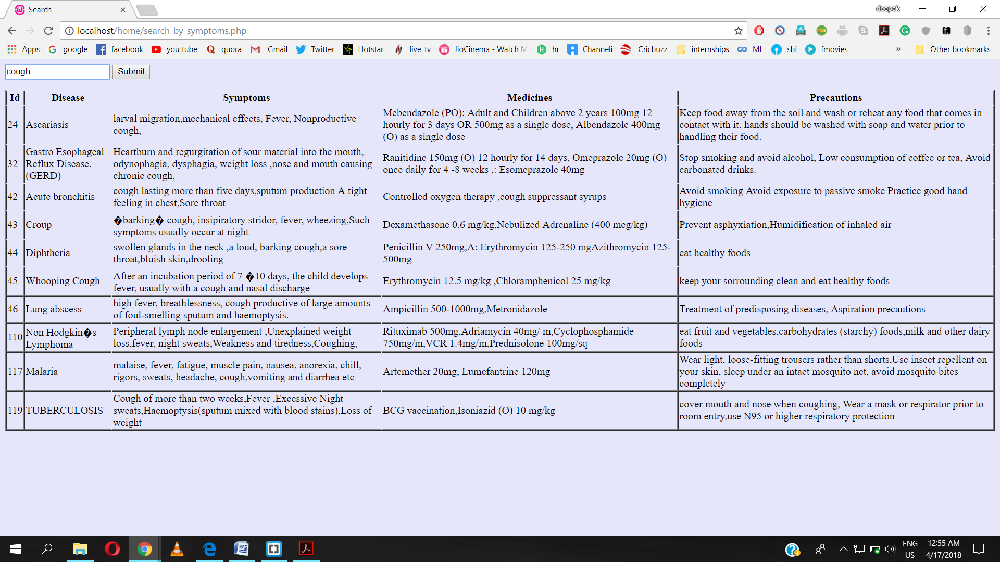 Search
deepak
localhost/home/search_by_symptoms.php
Apps google facebook you tube quora Gmail Twitter Hotstar live_tv JioCinema - Watch M hr Channeli Cricbuzz internships ML sbi fmovies » Other bookmarks
cough Submit
Id Disease Symptoms Medicines Precautions
24 Ascariasis
larval migration,mechanical effects, Fever, Nonproductive
cough,
Mebendazole (PO): Adult and Children above 2 years 100mg 12
hourly for 3 days OR 500mg as a single dose, Albendazole 400mg
(O) as a single dose
Keep food away from the soil and wash or reheat any food that comes in
contact with it. hands should be washed with soap and water prior to
handling their food.
32
Gastro Esophageal
Reflux Disease.
(GERD)
Heartburn and regurgitation of sour material into the mouth,
odynophagia, dysphagia, weight loss ,nose and mouth causing
chronic cough,
Ranitidine 150mg (O) 12 hourly for 14 days, Omeprazole 20mg (O)
once daily for 4 -8 weeks ,: Esomeprazole 40mg
Stop smoking and avoid alcohol, Low consumption of coffee or tea, Avoid
carbonated drinks.
42 Acute bronchitis
cough lasting more than five days,sputum production A tight
feeling in chest,Sore throat
Controlled oxygen therapy ,cough suppressant syrups
Avoid smoking Avoid exposure to passive smoke Practice good hand
hygiene
43 Croup
�barking� cough, insipiratory stridor, fever, wheezing,Such
symptoms usually occur at night
Dexamethasone 0.6 mg/kg,Nebulized Adrenaline (400 mcg/kg)
Prevent asphyxiation,Humidification of inhaled air
44 Diphtheria
swollen glands in the neck ,a loud, barking cough,a sore
throat,bluish skin,drooling
Penicillin V 250mg,A: Erythromycin 125-250 mgAzithromycin 125-
500mg
eat healthy foods
45 Whooping Cough
After an incubation period of 7 �10 days, the child develops
fever, usually with a cough and nasal discharge
Erythromycin 12.5 mg/kg ,Chloramphenicol 25 mg/kg
keep your sorrounding clean and eat healthy foods
46 Lung abscess
high fever, breathlessness, cough productive of large amounts
of foul-smelling sputum and haemoptysis.
Ampicillin 500-1000mg,Metronidazole
Treatment of predisposing diseases, Aspiration precautions
110
Non Hodgkin�s
Lymphoma
Peripheral lymph node enlargement ,Unexplained weight
loss,fever, night sweats,Weakness and tiredness,Coughing,
Rituximab 500mg,Adriamycin 40mg/ m,Cyclophosphamide
750mg/m,VCR 1.4mg/m,Prednisolone 100mg/sq
eat fruit and vegetables,carbohydrates (starchy) foods,milk and other dairy
foods
117 Malaria
malaise, fever, fatigue, muscle pain, nausea, anorexia, chill,
rigors, sweats, headache, cough,vomiting and diarrhea etc
Artemether 20mg, Lumefantrine 120mg
Wear light, loose-fitting trousers rather than shorts,Use insect repellent on
your skin, sleep under an intact mosquito net, avoid mosquito bites
completely
119 TUBERCULOSIS
Cough of more than two weeks,Fever ,Excessive Night
sweats,Haemoptysis(sputum mixed with blood stains),Loss of
weight
BCG vaccination,Isoniazid (O) 10 mg/kg
cover mouth and nose when coughing, Wear a mask or respirator prior to
room entry,use N95 or higher respiratory protection
ENG
US
12:55 AM
4/17/2018